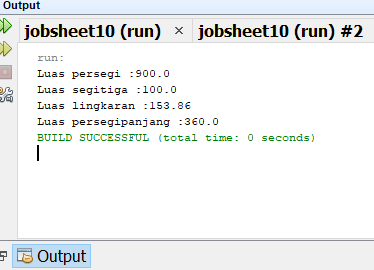 Output
jobsheet10 (run) × jobsheet10 (run) #2
run:
Luas persegi :900.0
Luas segitiga :100.0
Luas lingkaran :153.86
Luas persegipanjang :360.0
BUILD SUCCESSFUL (total time: 0 seconds)
Output